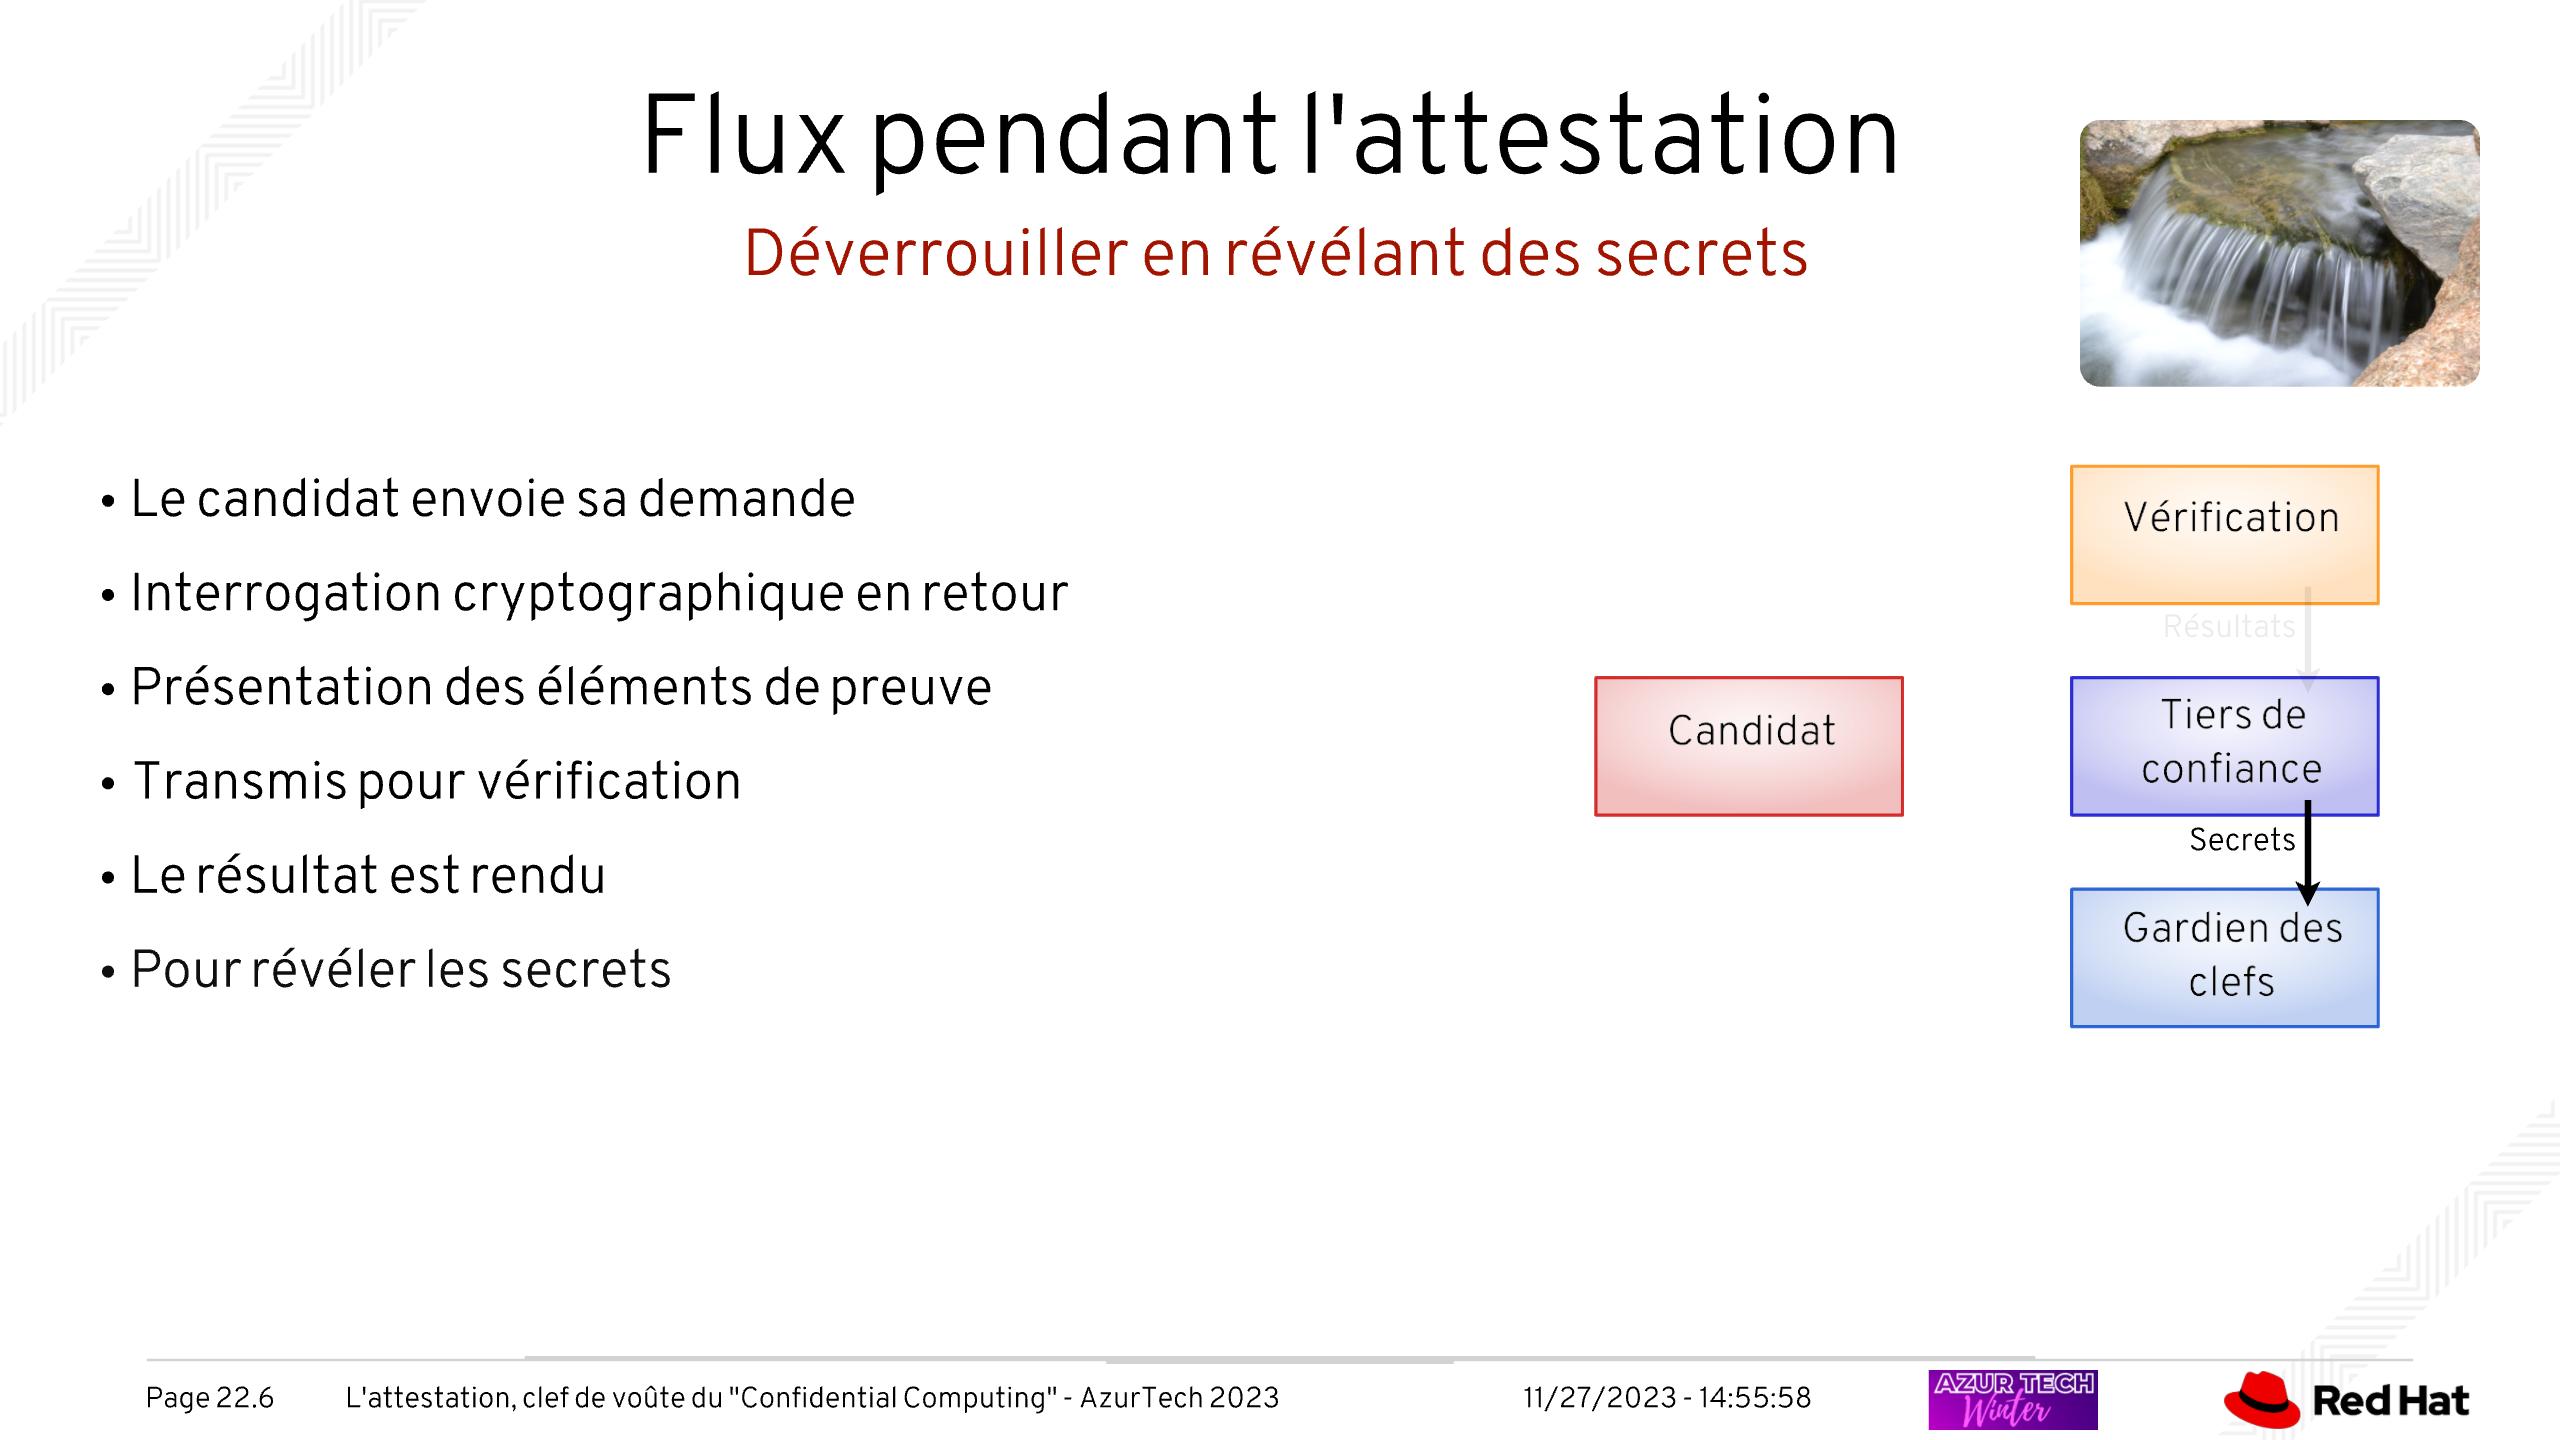 Flux pendant l'attestation
Déverrouiller en révélant des secrets
• Le candidat envoie sa demande
• Interrogation cryptographique en retour
• Présentation des éléments de preuve
• Transmis pour vérification
• Le résultat est rendu
• Pour révéler les secrets
Vérification
Résultats
Candidat
Tiers de
confiance
Secrets
Gardien des
clefs
Page 22.6
L'attestation, clef de voûte du "Confidential Computing" - AzurTech 2023
11/27/2023 - 14:55:58
AZUR TECH
Winter
Red Hat